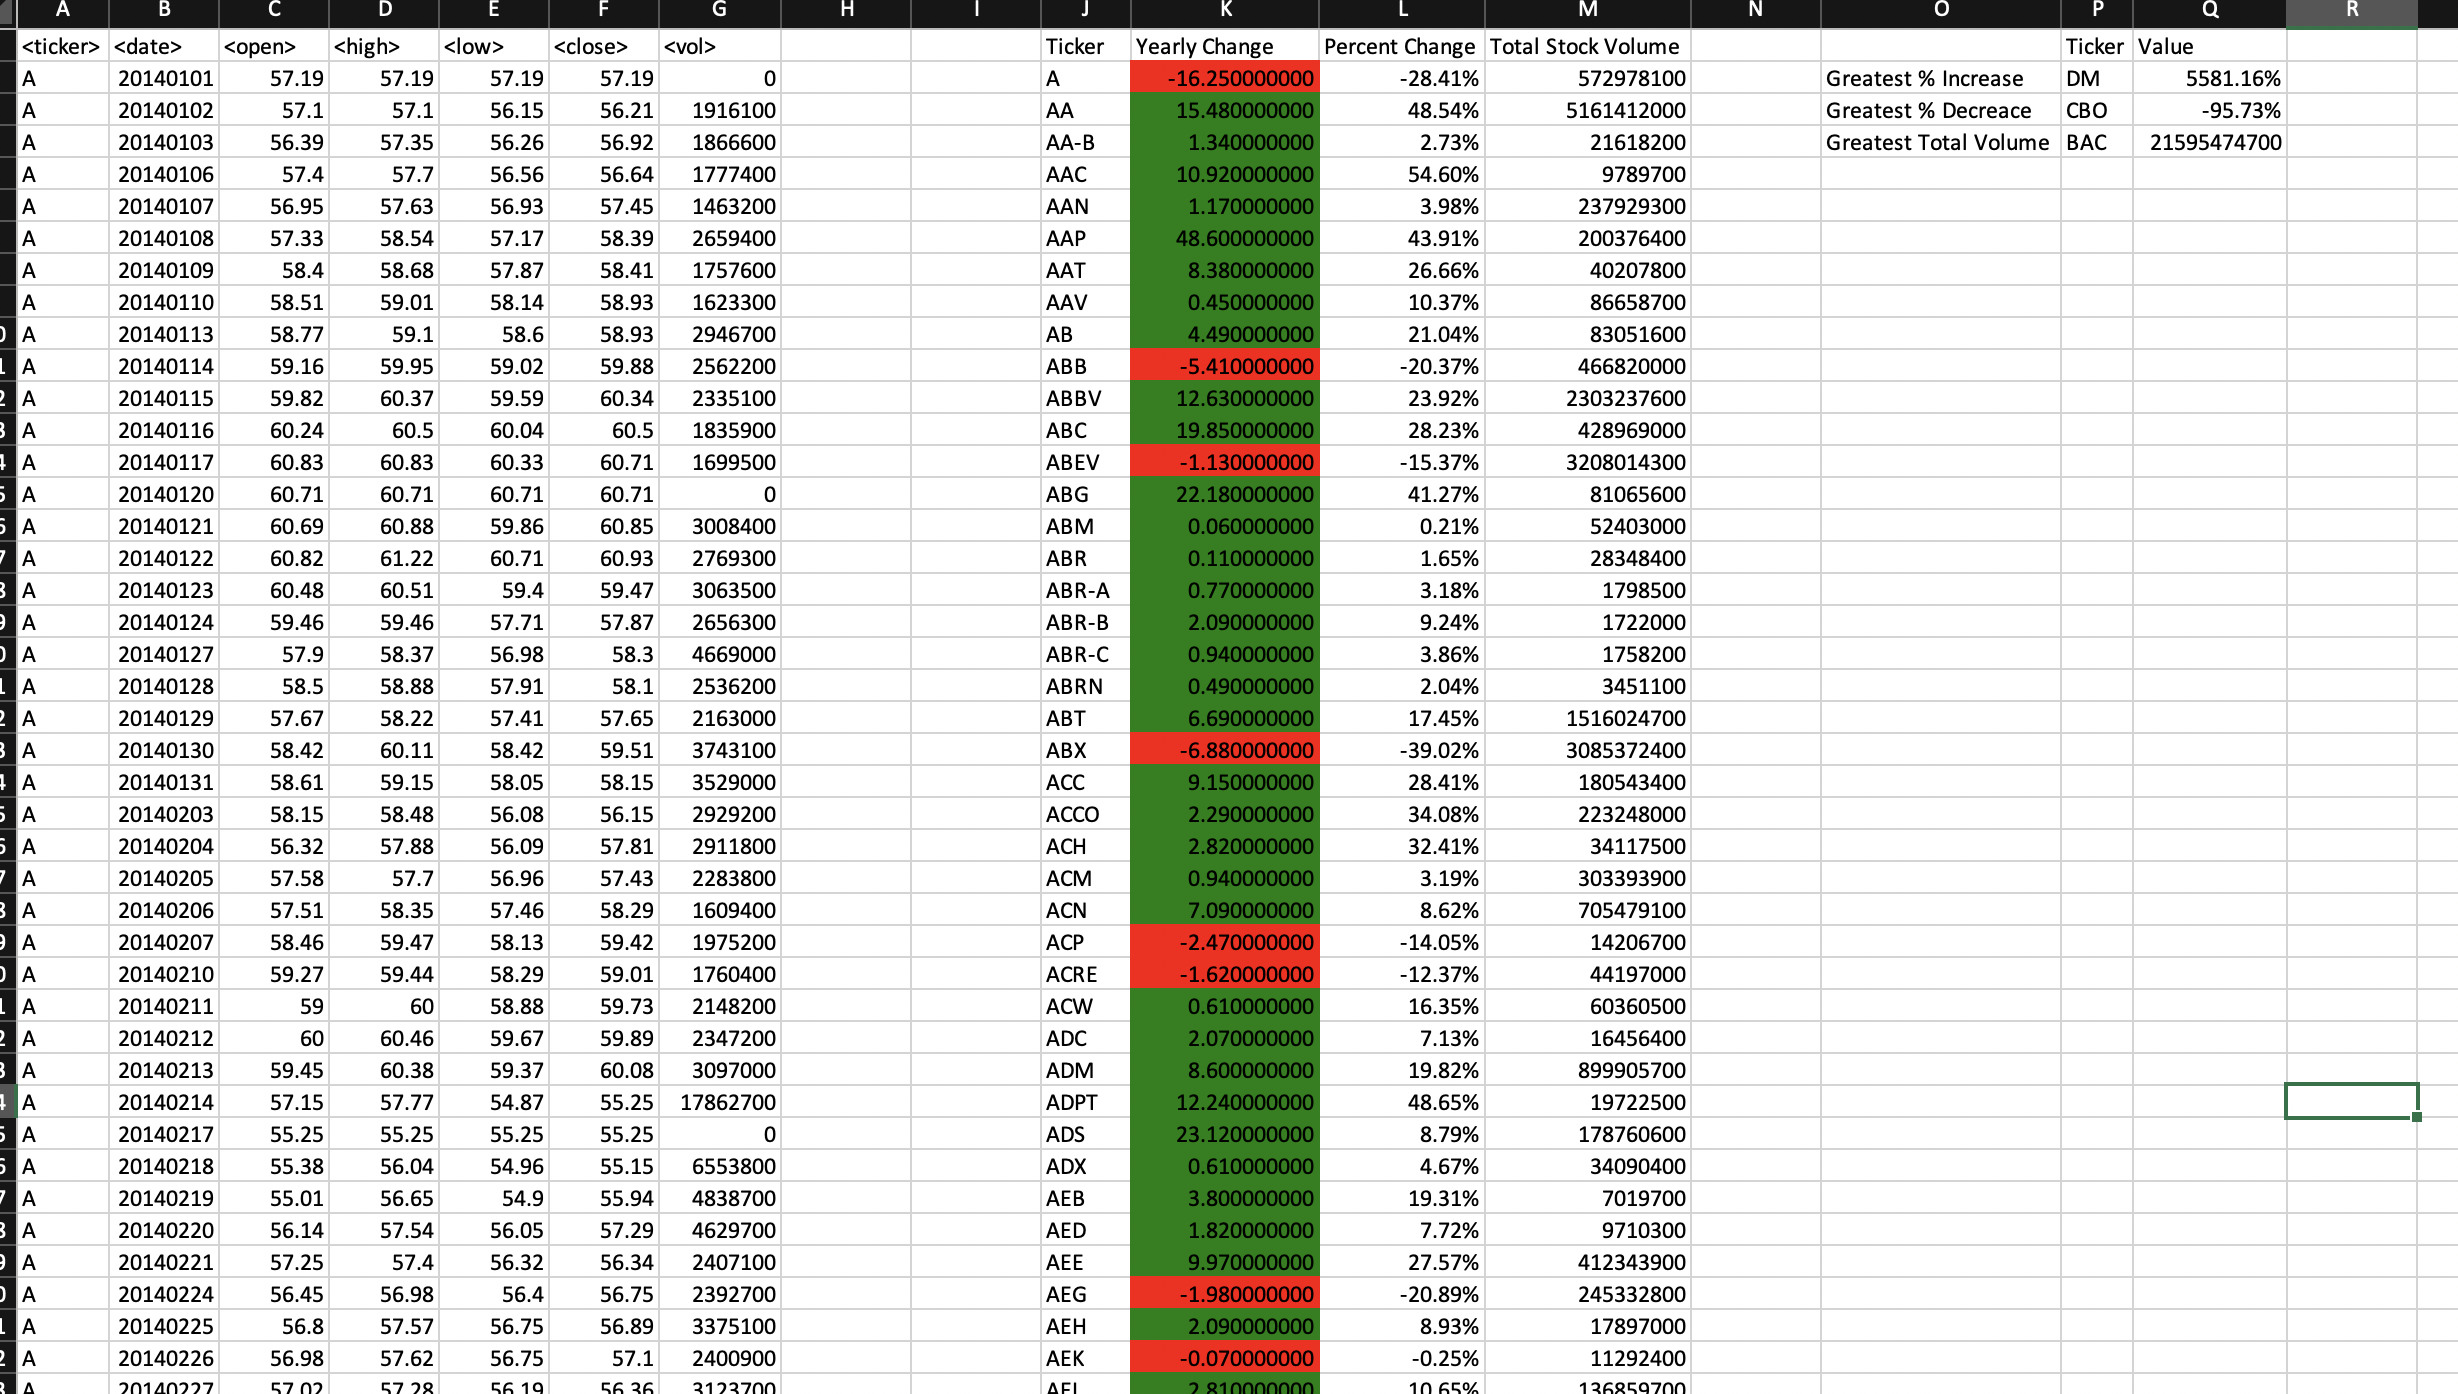 A B C D E F G H I J K L M N O P Q R
<ticker> <date> <open> <high> <low> <close> <vol> Ticker Yearly Change Percent Change Total Stock Volume Ticker Value
A 20140101 57.19 57.19 57.19 57.19 0 A -16.250000000 -28.41% 572978100 Greatest % Increase DM 5581.16%
A 20140102 57.1 57.1 56.15 56.21 1916100 AA 15.480000000 48.54% 5161412000 Greatest % Decreace CBO -95.73%
A 20140103 56.39 57.35 56.26 56.92 1866600 AA-B 1.340000000 2.73% 21618200 Greatest Total Volume BAC 21595474700
A 20140106 57.4 57.7 56.56 56.64 1777400 AAC 10.920000000 54.60% 9789700
A 20140107 56.95 57.63 56.93 57.45 1463200 AAN 1.170000000 3.98% 237929300
A 20140108 57.33 58.54 57.17 58.39 2659400 AAP 48.600000000 43.91% 200376400
A 20140109 58.4 58.68 57.87 58.41 1757600 AAT 8.380000000 26.66% 40207800
A 20140110 58.51 59.01 58.14 58.93 1623300 AAV 0.450000000 10.37% 86658700
A 20140113 58.77 59.1 58.6 58.93 2946700 AB 4.490000000 21.04% 83051600
A 20140114 59.16 59.95 59.02 59.88 2562200 ABB -5.410000000 -20.37% 466820000
A 20140115 59.82 60.37 59.59 60.34 2335100 ABBV 12.630000000 23.92% 2303237600
A 20140116 60.24 60.5 60.04 60.5 1835900 ABC 19.850000000 28.23% 428969000
A 20140117 60.83 60.83 60.33 60.71 1699500 ABEV -1.130000000 -15.37% 3208014300
A 20140120 60.71 60.71 60.71 60.71 0 ABG 22.180000000 41.27% 81065600
A 20140121 60.69 60.88 59.86 60.85 3008400 ABM 0.060000000 0.21% 52403000
A 20140122 60.82 61.22 60.71 60.93 2769300 ABR 0.110000000 1.65% 28348400
A 20140123 60.48 60.51 59.4 59.47 3063500 ABR-A 0.770000000 3.18% 1798500
A 20140124 59.46 59.46 57.71 57.87 2656300 ABR-B 2.090000000 9.24% 1722000
A 20140127 57.9 58.37 56.98 58.3 4669000 ABR-C 0.940000000 3.86% 1758200
A 20140128 58.5 58.88 57.91 58.1 2536200 ABRN 0.490000000 2.04% 3451100
A 20140129 57.67 58.22 57.41 57.65 2163000 ABT 6.690000000 17.45% 1516024700
A 20140130 58.42 60.11 58.42 59.51 3743100 ABX -6.880000000 -39.02% 3085372400
A 20140131 58.61 59.15 58.05 58.15 3529000 ACC 9.150000000 28.41% 180543400
A 20140203 58.15 58.48 56.08 56.15 2929200 ACCO 2.290000000 34.08% 223248000
A 20140204 56.32 57.88 56.09 57.81 2911800 ACH 2.820000000 32.41% 34117500
A 20140205 57.58 57.7 56.96 57.43 2283800 ACM 0.940000000 3.19% 303393900
A 20140206 57.51 58.35 57.46 58.29 1609400 ACN 7.090000000 8.62% 705479100
A 20140207 58.46 59.47 58.13 59.42 1975200 ACP -2.470000000 -14.05% 14206700
A 20140210 59.27 59.44 58.29 59.01 1760400 ACRE -1.620000000 -12.37% 44197000
A 20140211 59 60 58.88 59.73 2148200 ACW 0.610000000 16.35% 60360500
A 20140212 60 60.46 59.67 59.89 2347200 ADC 2.070000000 7.13% 16456400
A 20140213 59.45 60.38 59.37 60.08 3097000 ADM 8.600000000 19.82% 899905700
A 20140214 57.15 57.77 54.87 55.25 17862700 ADPT 12.240000000 48.65% 19722500
A 20140217 55.25 55.25 55.25 55.25 0 ADS 23.120000000 8.79% 178760600
A 20140218 55.38 56.04 54.96 55.15 6553800 ADX 0.610000000 4.67% 34090400
A 20140219 55.01 56.65 54.9 55.94 4838700 AEB 3.800000000 19.31% 7019700
A 20140220 56.14 57.54 56.05 57.29 4629700 AED 1.820000000 7.72% 9710300
A 20140221 57.25 57.4 56.32 56.34 2407100 AEE 9.970000000 27.57% 412343900
A 20140224 56.45 56.98 56.4 56.75 2392700 AEG -1.980000000 -20.89% 245332800
A 20140225 56.8 57.57 56.75 56.89 3375100 AEH 2.090000000 8.93% 17897000
A 20140226 56.98 57.62 56.75 57.1 2400900 AEK -0.070000000 -0.25% 11292400
A 20140227 57.02 57.28 56.19 56.36 3123700 2.810000000 10.65% 136859700